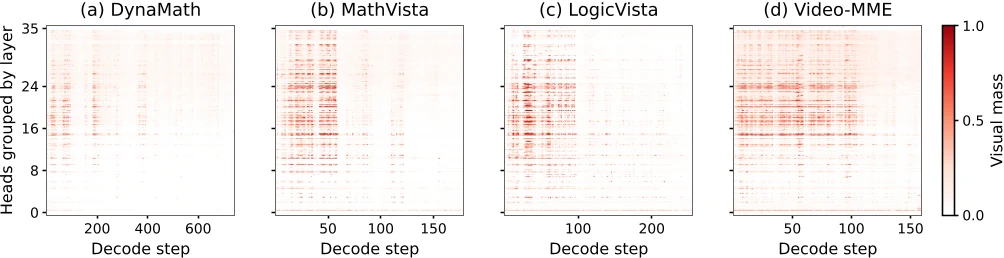 (a) DynaMath
(b) MathVista
(c) LogicVista
(d) Video-MME
Heads grouped by layer
35
24
16
8
0
200 400 600
50 100 150
100 200
50 100 150
Decode step
Decode step
Decode step
Decode step
1.0
0.5
0.0
Visual mass